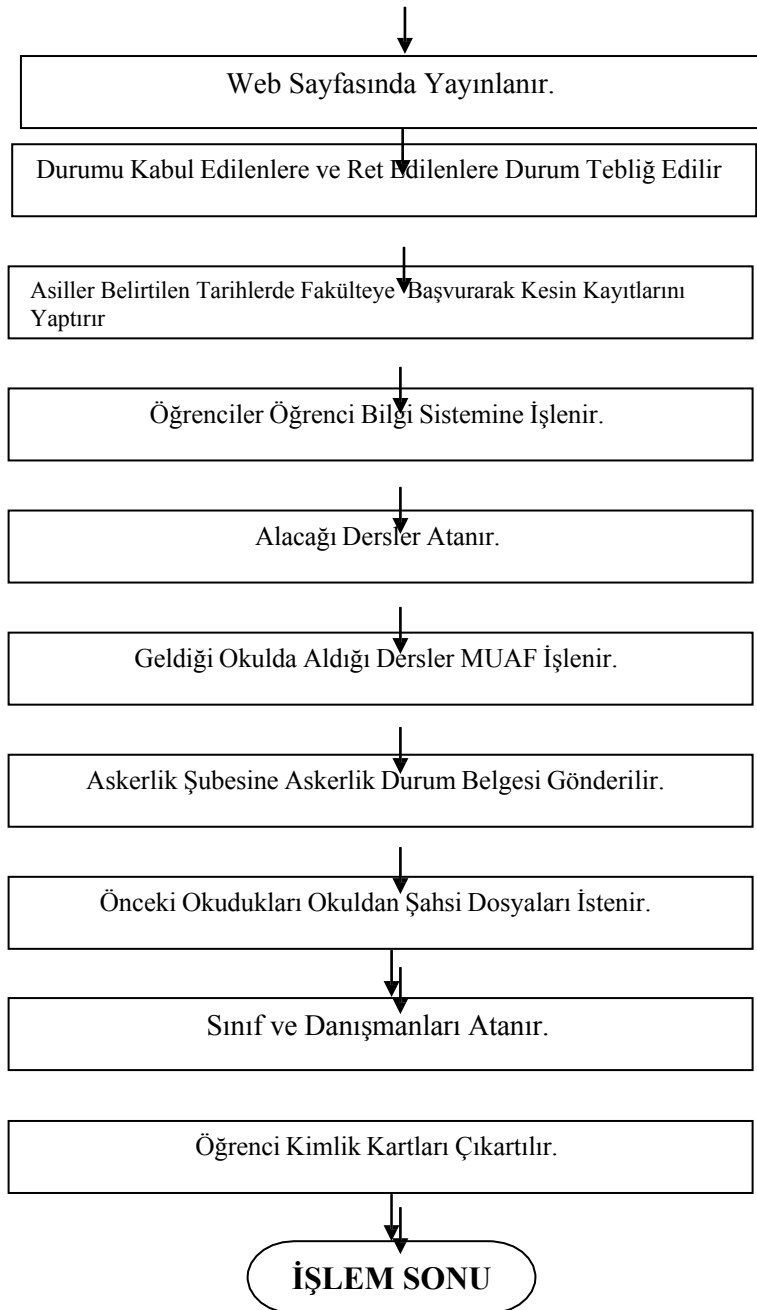 Web Sayfasında Yayınlanır.
Durumu Kabul Edilenlere ve Ret Edilenlere Durum Tebliğ Edilir
Asiller Belirtilen Tarihlerde Fakülteye Başvurarak Kesin Kayıtlarını
Yaptırır
Öğrenciler Öğrenci Bilgi Sistemine İşlenir.
Alacağı Dersler Atanır.
Geldiği Okulda Aldığı Dersler MUAF İşlenir.
Askerlik Şubesine Askerlik Durum Belgesi Gönderilir.
Önceki Okudukları Okuldan Şahsi Dosyaları İstenir.
Sınıf ve Danışmanları Atanır.
Öğrenci Kimlik Kartları Çıkartılır.
İŞLEM SONU